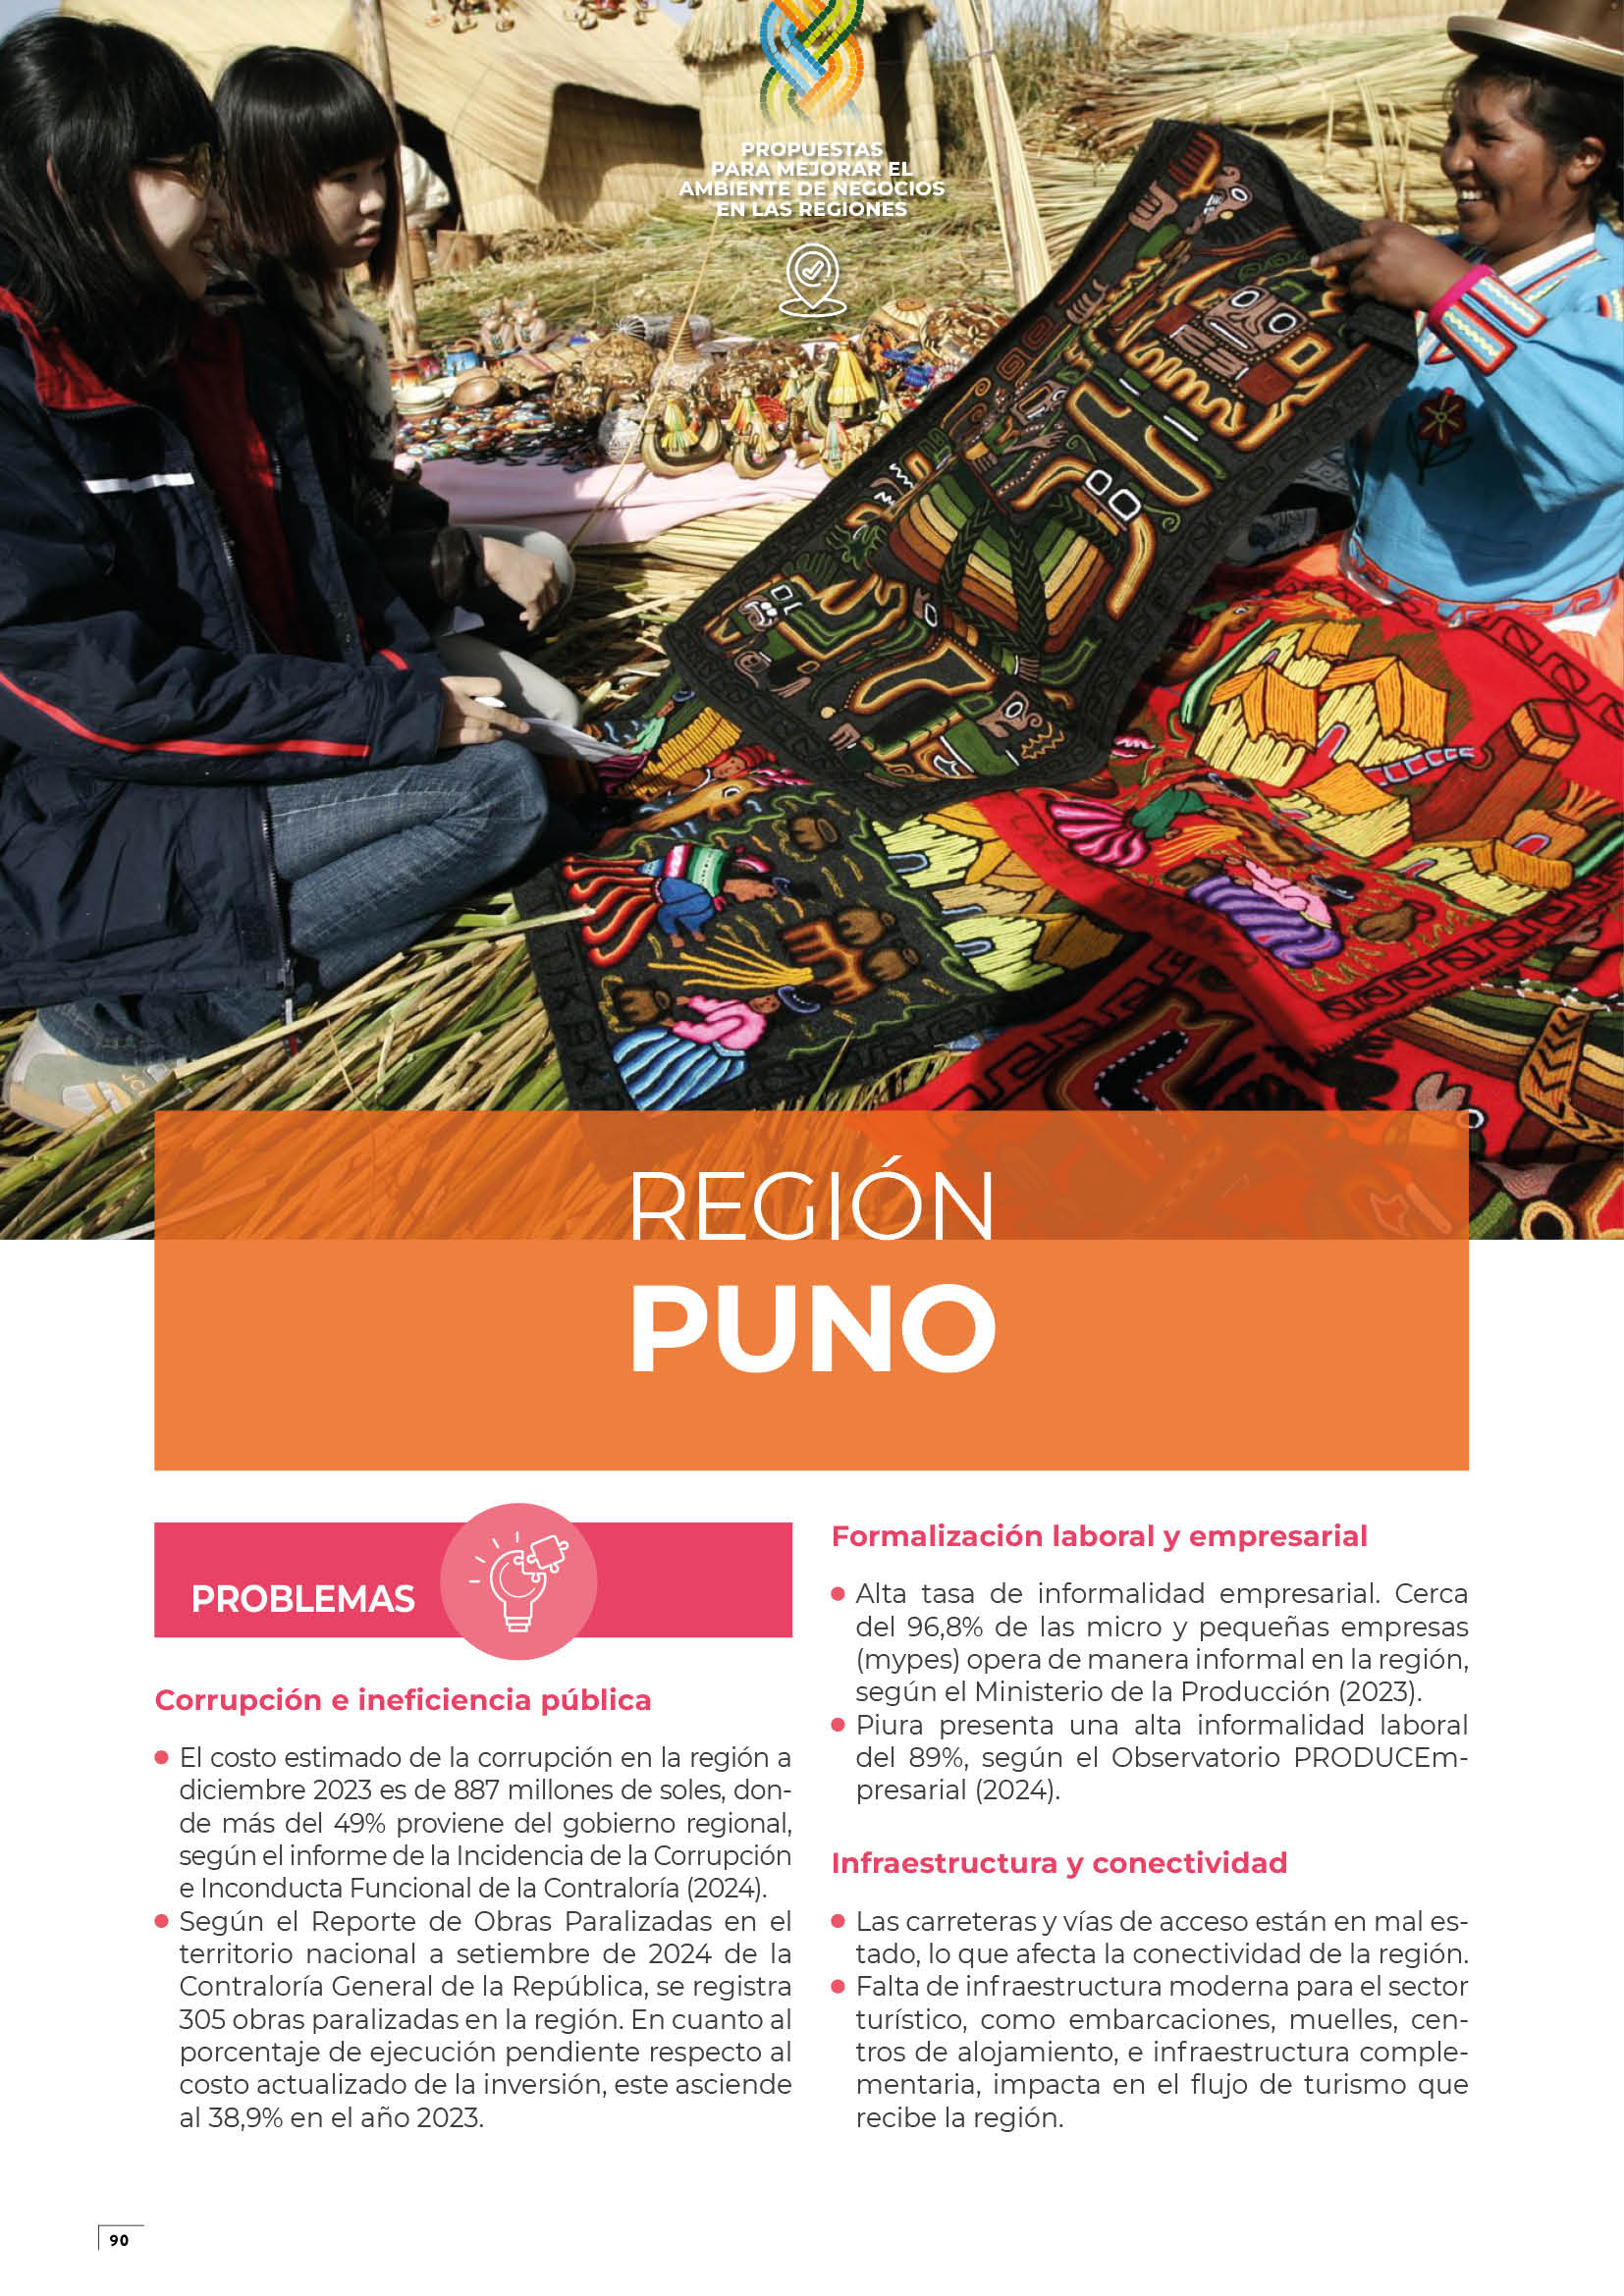 PROPUESTAS
PARA MEJORAR EL
AMBIENTE DE NEGOCIOS
EN LAS REGIONES
REGIÓN
PUNO
PROBLEMAS
Corrupción e ineficiencia pública
● El costo estimado de la corrupción en la región a
diciembre 2023 es de 887 millones de soles, don-
de más del 49% proviene del gobierno regional,
según el informe de la Incidencia de la Corrupción
e Inconducta Funcional de la Contraloría (2024).
● Según el Reporte de Obras Paralizadas en el
territorio nacional a setiembre de 2024 de la
Contraloría General de la República, se registra
305 obras paralizadas en la región. En cuanto al
porcentaje de ejecución pendiente respecto al
costo actualizado de la inversión, este asciende
al 38,9% en el año 2023.
Formalización laboral y empresarial
● Alta tasa de informalidad empresarial. Cerca
del 96,8% de las micro y pequeñas empresas
(mypes) opera de manera informal en la región,
según el Ministerio de la Producción (2023).
● Piura presenta una alta informalidad laboral
del 89%, según el Observatorio PRODUCEm-
presarial (2024).
Infraestructura y conectividad
● Las carreteras y vías de acceso están en mal es-
tado, lo que afecta la conectividad de la región.
● Falta de infraestructura moderna para el sector
turístico, como embarcaciones, muelles, cen-
tros de alojamiento, e infraestructura comple-
mentaria, impacta en el flujo de turismo que
recibe la región.
90